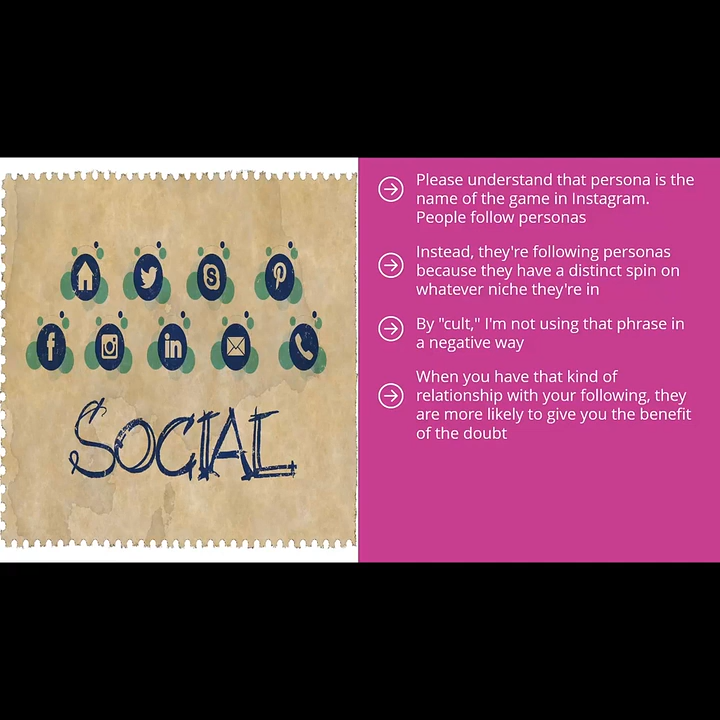 SOCIAL
Please understand that persona is the
name of the game in Instagram.
People follow personas
Instead, they're following personas
because they have a distinct spin on
whatever niche they're in
By "cult," I'm not using that phrase in
a negative way
When you have that kind of
relationship with your following, they
are more likely to give you the benefit
of the doubt